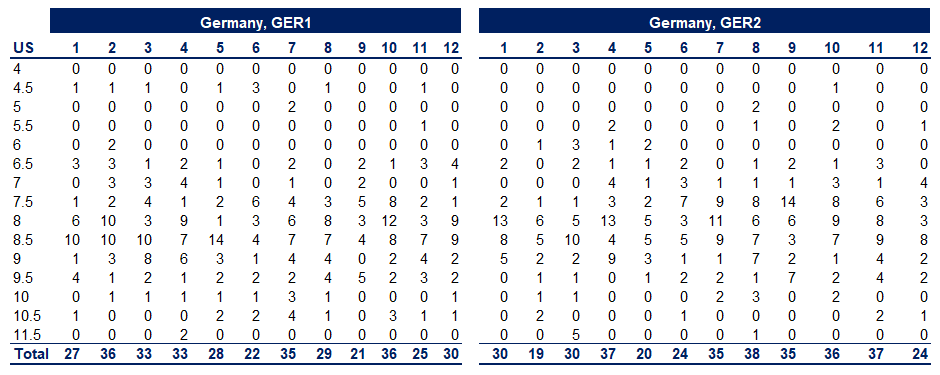 Germany, GER1 Germany, GER2
US 1 2 3 4 5 6 7 8 9 10 11 12 1 2 3 4 5 6 7 8 9 10 11 12
4 0 0 0 0 0 0 0 0 0 0 0 0 0 0 0 0 0 0 0 0 0 0 0 0
4.5 1 1 1 0 1 3 0 1 0 0 1 0 0 0 0 0 0 0 0 0 0 1 0 0
5 0 0 0 0 0 0 2 0 0 0 0 0 0 0 0 0 0 0 0 2 0 0 0 0
5.5 0 0 0 0 0 0 0 0 0 0 1 0 0 0 0 2 0 0 0 1 0 2 0 1
6 0 2 0 0 0 0 0 0 0 0 0 0 0 1 3 1 2 0 0 0 0 0 0 0
6.5 3 3 1 2 1 0 2 0 2 1 3 4 2 0 2 1 1 2 0 1 2 1 3 0
7 0 3 3 4 1 0 1 0 2 0 0 1 0 0 0 4 1 3 1 1 1 3 1 4
7.5 1 2 4 1 2 6 4 3 5 8 2 1 2 1 1 3 2 7 9 8 14 8 6 3
8 6 10 3 9 1 3 6 8 3 12 3 9 13 6 5 13 5 3 11 6 6 9 8 3
8.5 10 10 10 7 14 4 7 7 4 8 7 9 8 5 10 4 5 5 9 7 3 7 9 8
9 1 3 8 6 3 1 4 4 0 2 4 2 5 2 2 9 3 1 1 7 2 1 4 2
9.5 4 1 2 1 2 2 2 4 5 2 3 2 0 1 1 0 1 2 2 1 7 2 4 2
10 0 1 1 1 1 1 3 1 0 0 0 1 0 1 1 0 0 0 2 3 0 2 0 0
10.5 1 0 0 0 2 2 4 1 0 3 1 1 0 2 0 0 0 1 0 0 0 0 2 1
11.5 0 0 0 2 0 0 0 0 0 0 0 0 0 0 5 0 0 0 0 1 0 0 0 0
Total 27 36 33 33 28 22 35 29 21 36 25 30 30 19 30 37 20 24 35 38 35 36 37 24